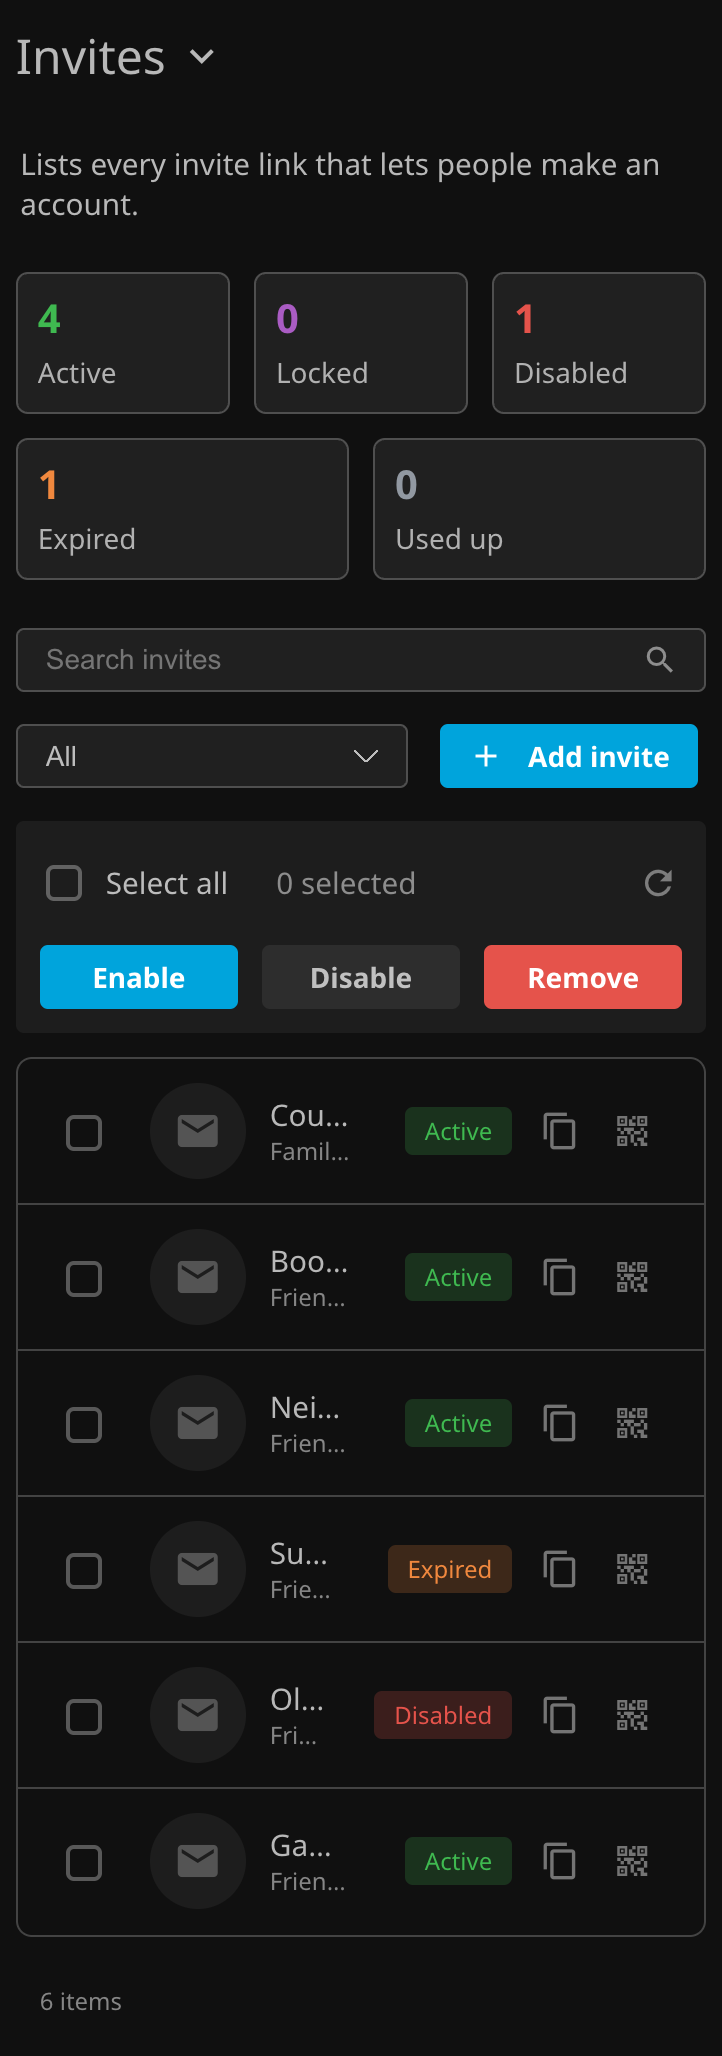 Invites
Lists every invite link that lets people make an
account.
4
Active
0
Locked
1
Disabled
1
Expired
0
Used up
Search invites
All
Add invite
Select all
0 selected
Enable
Disable
Remove
Cou...
Famil...
Active
Boo...
Frien...
Active
Nei...
Frien...
Active
Su...
Frie...
Expired
Ol...
Fri...
Disabled
Ga...
Frien...
Active
6 items